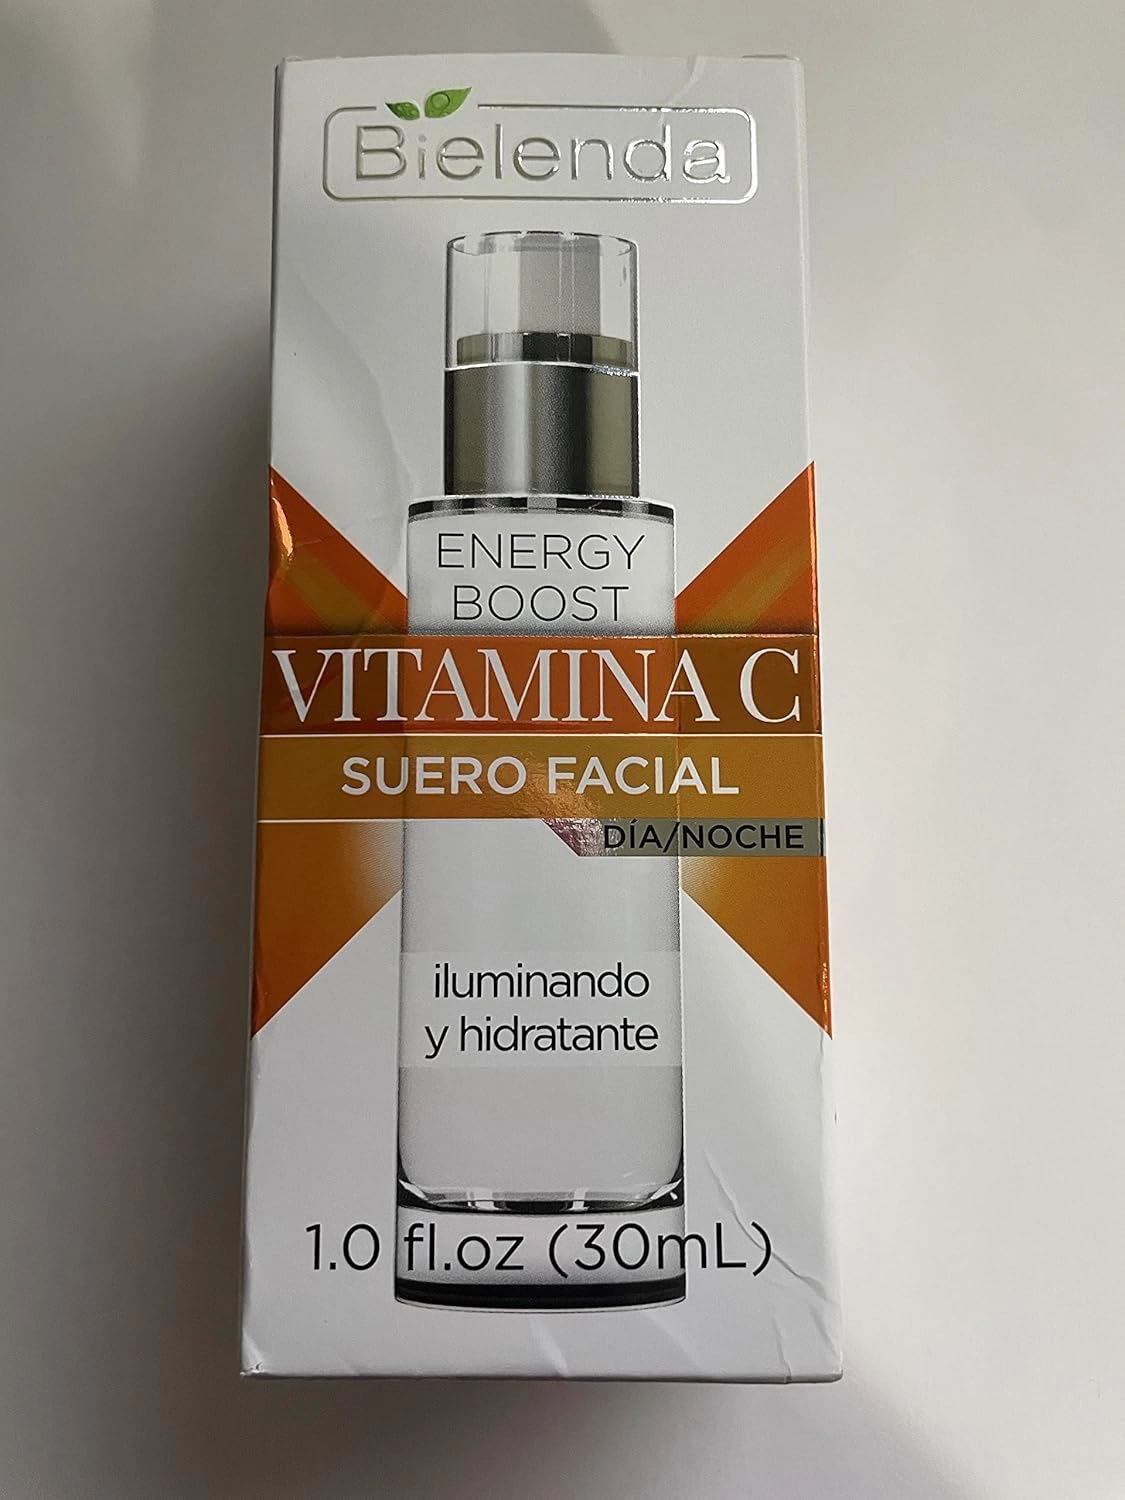 Bielenda
ENERGY
BOOST
VITAMINA C
SUERO FACIAL
DÍA/NOCHE
iluminando
y hidratante
1.0 fl.oz (30mL)